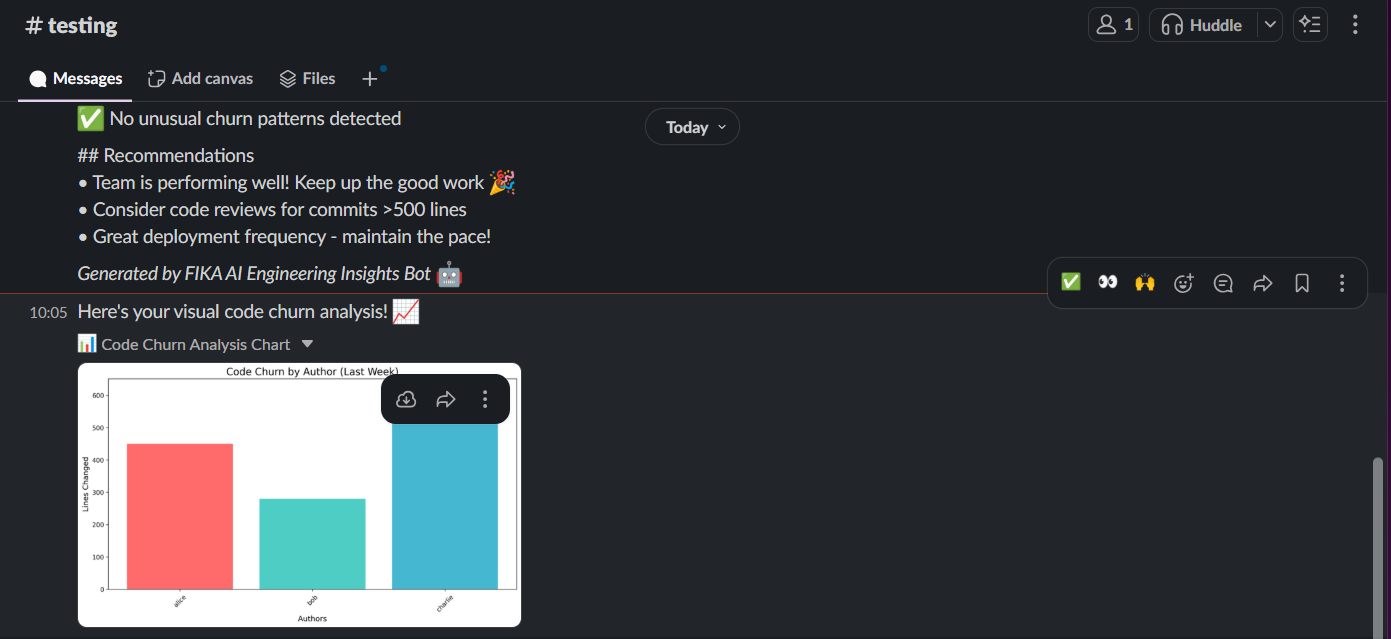 # testing
1
Huddle
Messages
Add canvas
Files
+
✅ No unusual churn patterns detected
Today
## Recommendations
• Team is performing well! Keep up the good work 🎉
• Consider code reviews for commits >500 lines
• Great deployment frequency - maintain the pace!
Generated by FIKA AI Engineering Insights Bot 🤖
10:05 Here's your visual code churn analysis! 📈
📊 Code Churn Analysis Chart
Code Churn by Author (Last Week)
600
500
400
300
200
100
0
Lines Changed
alice
bob
charlie
Authors